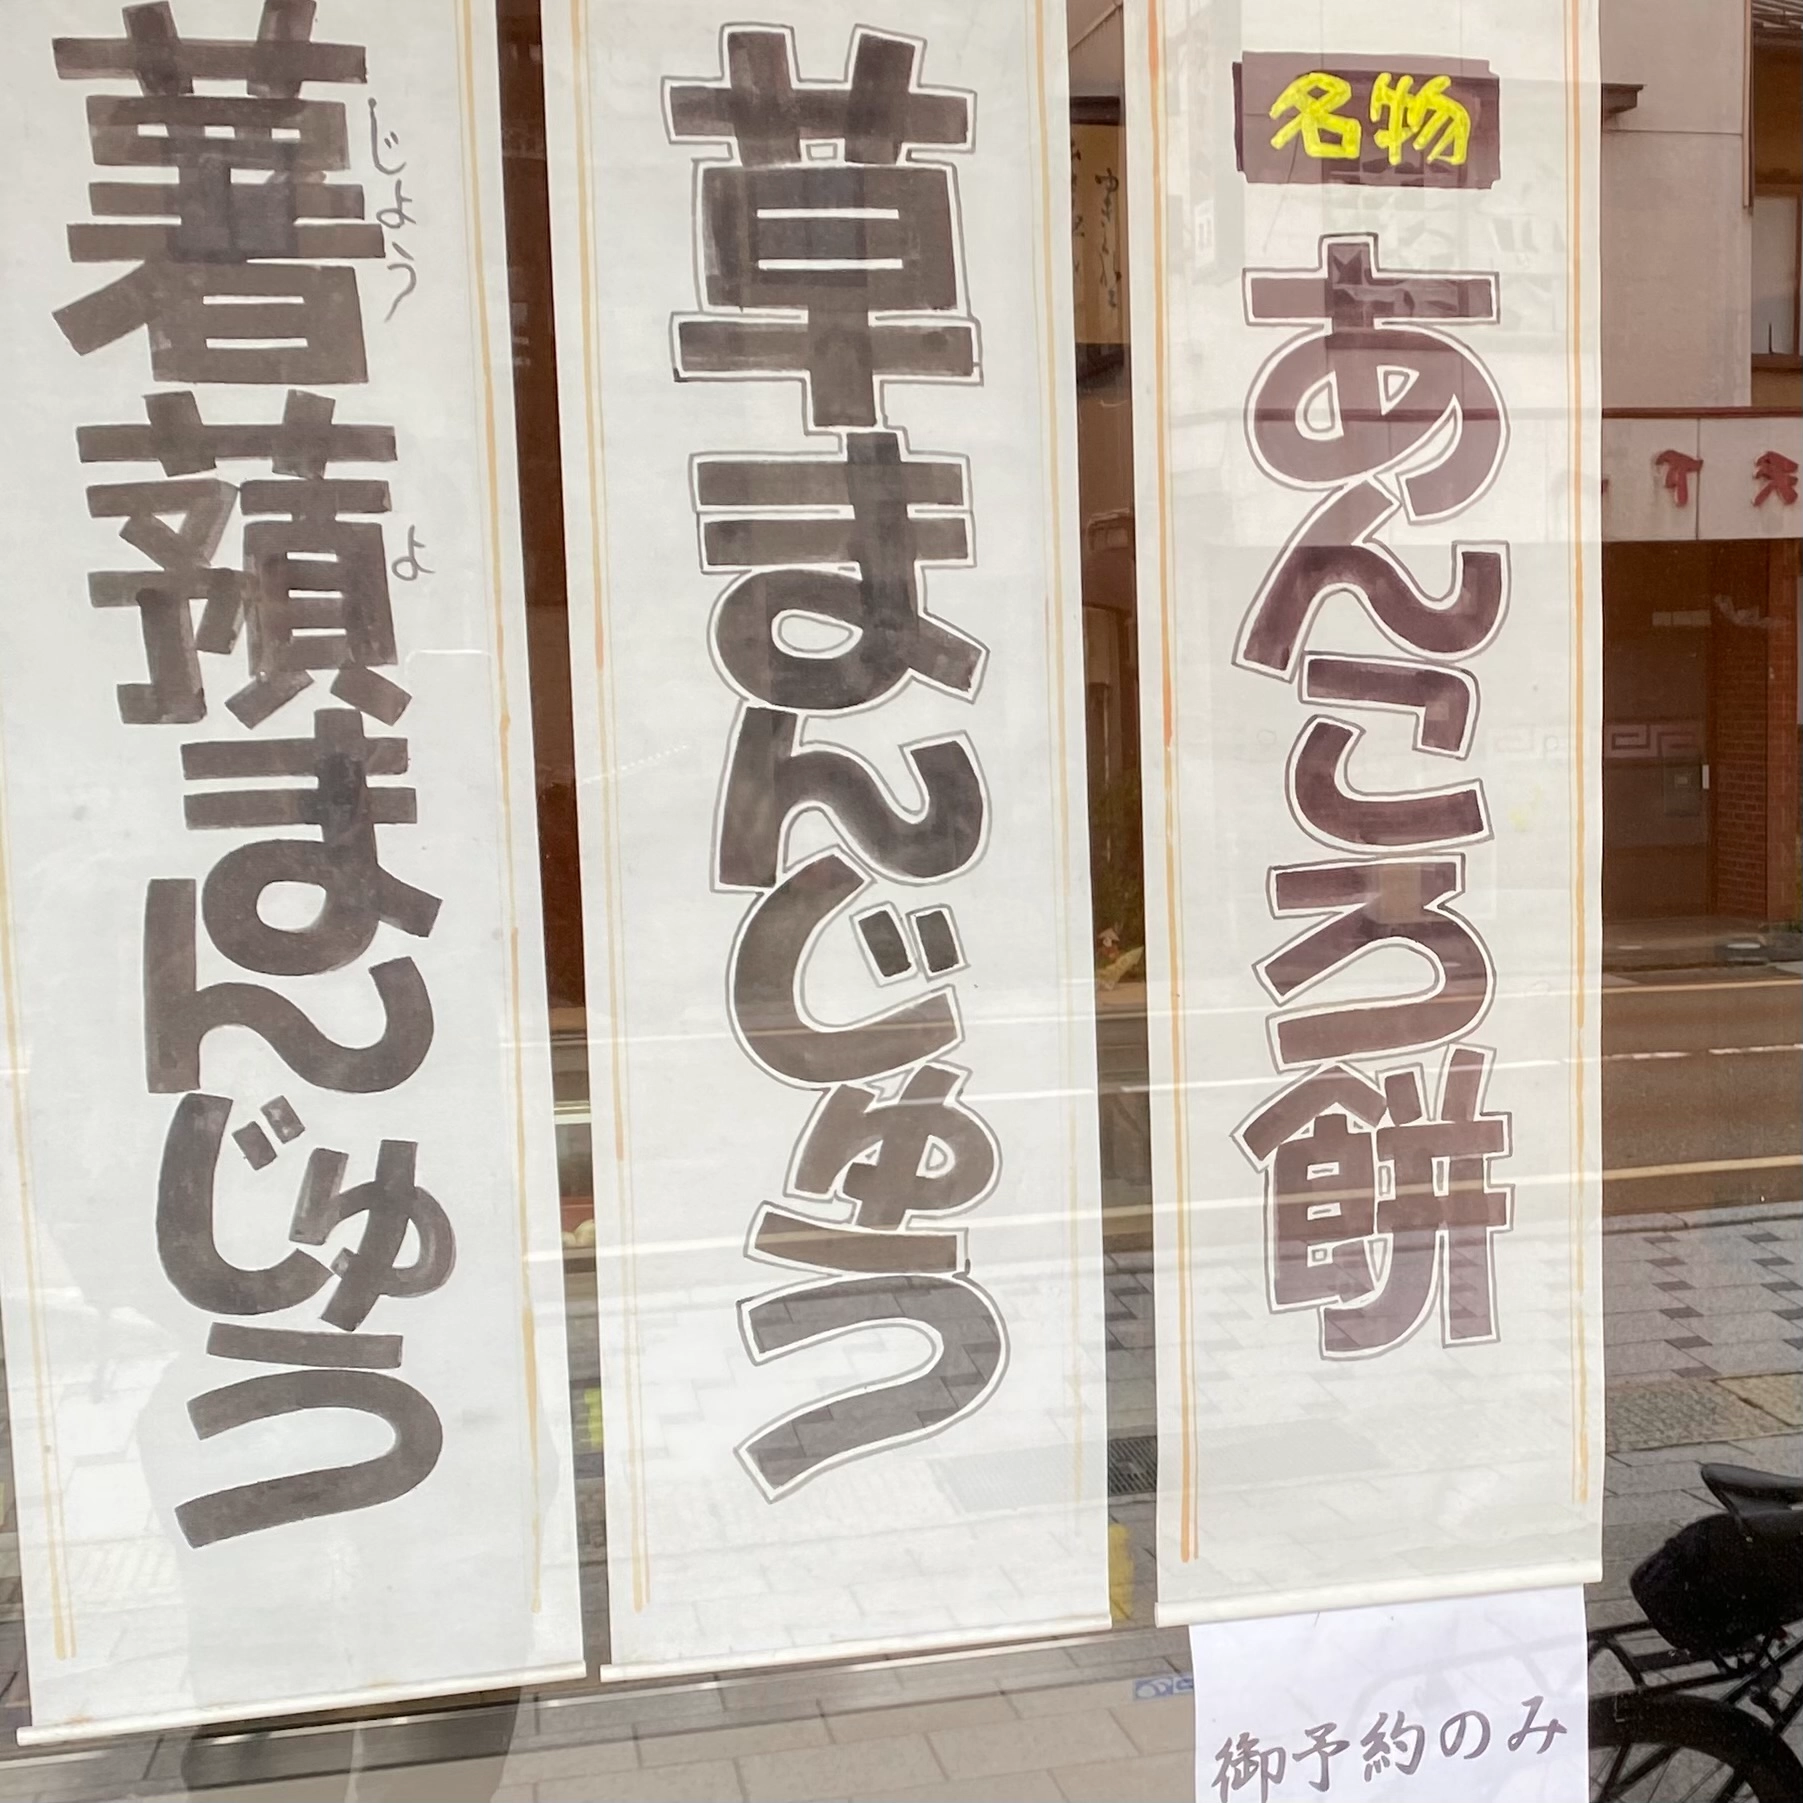 名物
あんころ餅
御予約のみ
草まんじゅう
薯蕷まんじゅう
じょう
よ